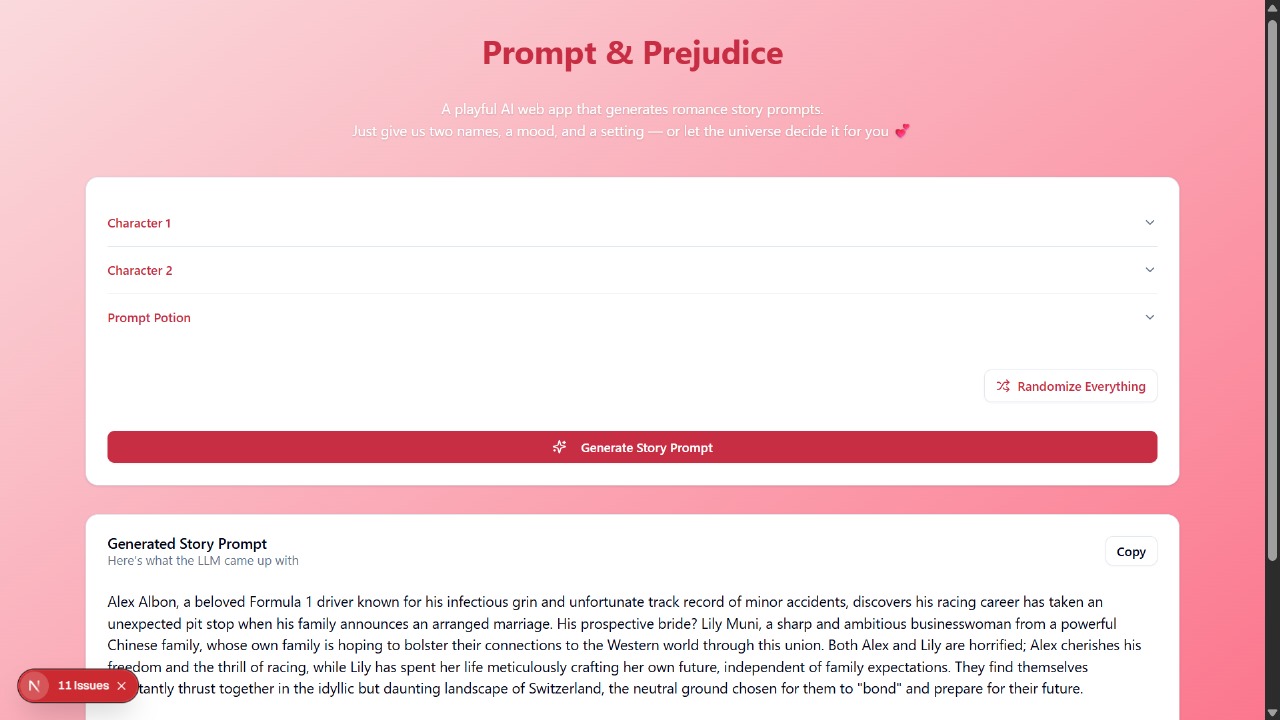 Prompt & Prejudice
A playful AI web app that generates romance story prompts.
Just give us two names, a mood, and a setting — or let the universe decide it for you 💕
Character 1
Character 2
Prompt Potion
Randomize Everything
Generate Story Prompt
Generated Story Prompt
Here's what the LLM came up with
Copy
Alex Albon, a beloved Formula 1 driver known for his infectious grin and unfortunate track record of minor accidents, discovers his racing career has taken an
unexpected pit stop when his family announces an arranged marriage. His prospective bride? Lily Muni, a sharp and ambitious businesswoman from a powerful
Chinese family, whose own family is hoping to bolster their connections to the Western world through this union. Both Alex and Lily are horrified; Alex cherishes his
freedom and the thrill of racing, while Lily has spent her life meticulously crafting her own future, independent of family expectations. They find themselves
thrust together in the idyllic but daunting landscape of Switzerland, the neutral ground chosen for them to "bond" and prepare for their future.
N 11 Issues